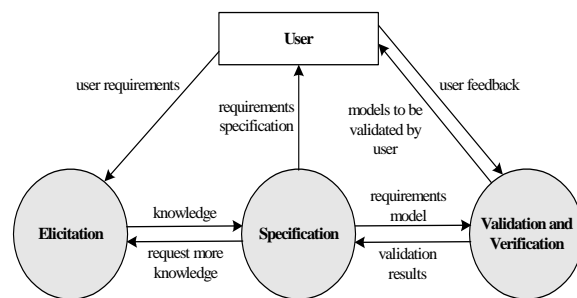 User
user requirements
requirements
specification
models to be
validated by
user
user feedback
Elicitation
knowledge
request more
knowledge
Specification
requirements
model
validation
results
Validation and
Verification